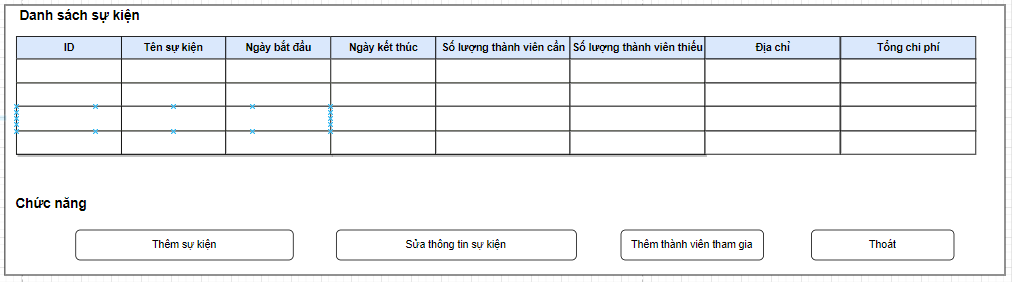 Danh sách sự kiện
ID Tên sự kiện Ngày bắt đầu Ngày kết thúc Số lượng thành viên cần Số lượng thành viên thiếu Địa chỉ Tổng chi phí
Chức năng
Thêm sự kiện Sửa thông tin sự kiện Thêm thành viên tham gia Thoát